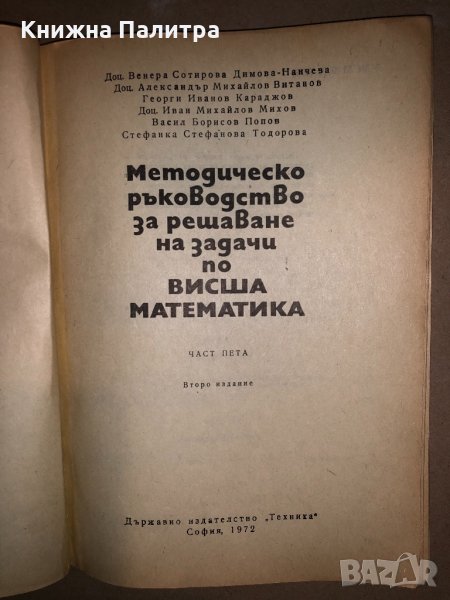 Книжна Палитра
Доц. Венера Сотирова Димова-Нанчева
Доц. Александър Михайлов Витанов
Георги Иванов Караджов
Доц. Иван Михайлов Михов
Васил Борисов Попов
Стефанка Стефанова Тодорова
Методическо
ръководство
за решаване
на задачи
по
ВИСША
МАТЕМАТИКА
ЧАСТ ПЕТА
Второ издание
Държавно издателство „Техника“
София, 1972
BAZAR